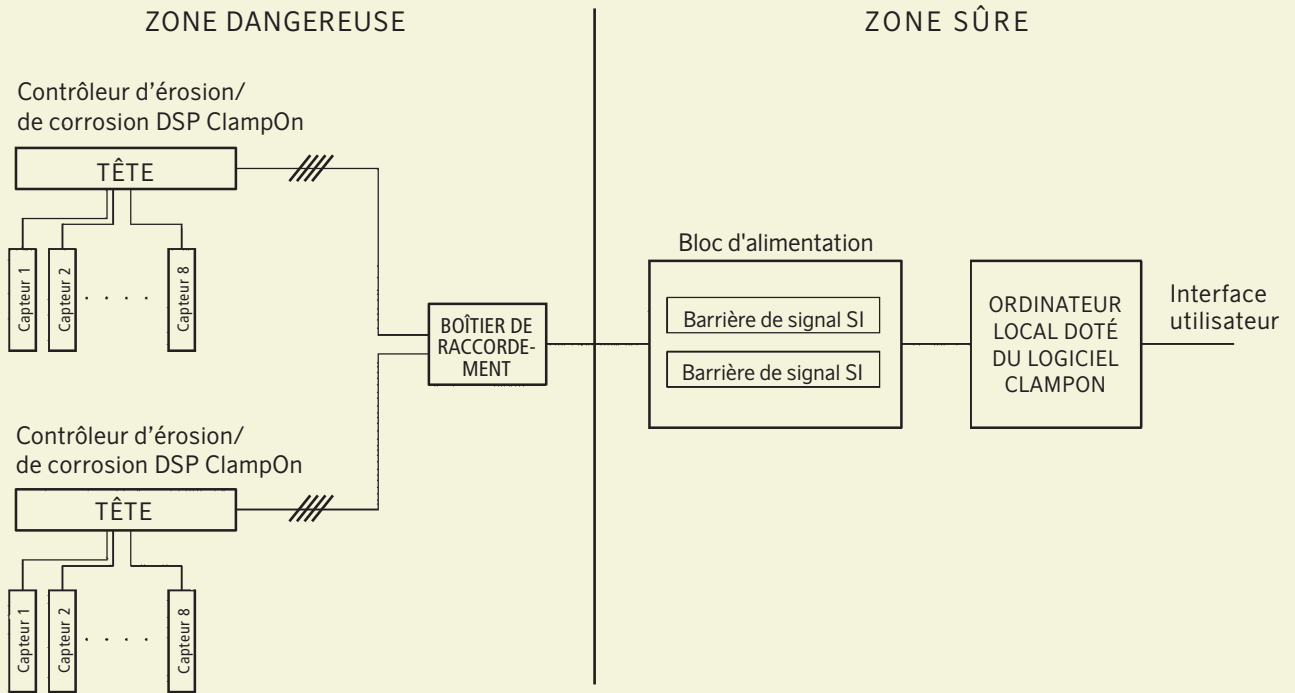 ZONE DANGEREUSE
ZONE SÛRE
Contrôleur d'érosion/
de corrosion DSP ClampOn
TÊTE
Capteur 1
Capteur 2
. . . .
Capteur 8
BOÎTIER DE
RACCORDE-
MENT
Bloc d'alimentation
Barrière de signal SI
Barrière de signal SI
ORDINATEUR
LOCAL DOTÉ
DU LOGICIEL
CLAMPON
Interface
utilisateur
Contrôleur d'érosion/
de corrosion DSP ClampOn
TÊTE
Capteur 1
Capteur 2
. . . .
Capteur 8